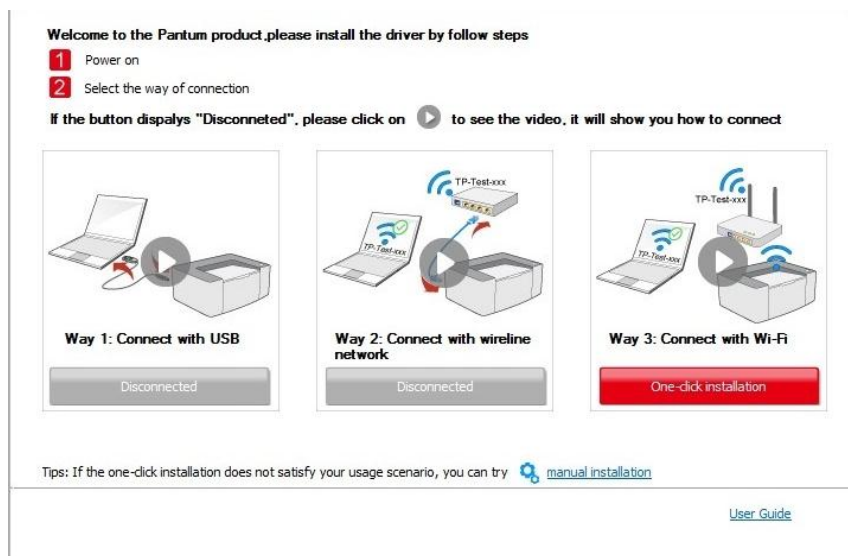 Welcome to the Pantum product,please install the driver by follow steps
1 Power on
2 Select the way of connection
If the button dispalys "Disconneted", please click on to see the video, it will show you how to connect
TP-Test-xxx
TP-Test-xxx
TP-Test-xxx
TP-Test-xxx
Way 1: Connect with USB
Way 2: Connect with wireline
network
Way 3: Connect with Wi-Fi
Disconnected
Disconnected
One-click installation
Tips: If the one-click installation does not satisfy your usage scenario, you can try manual installation
User Guide